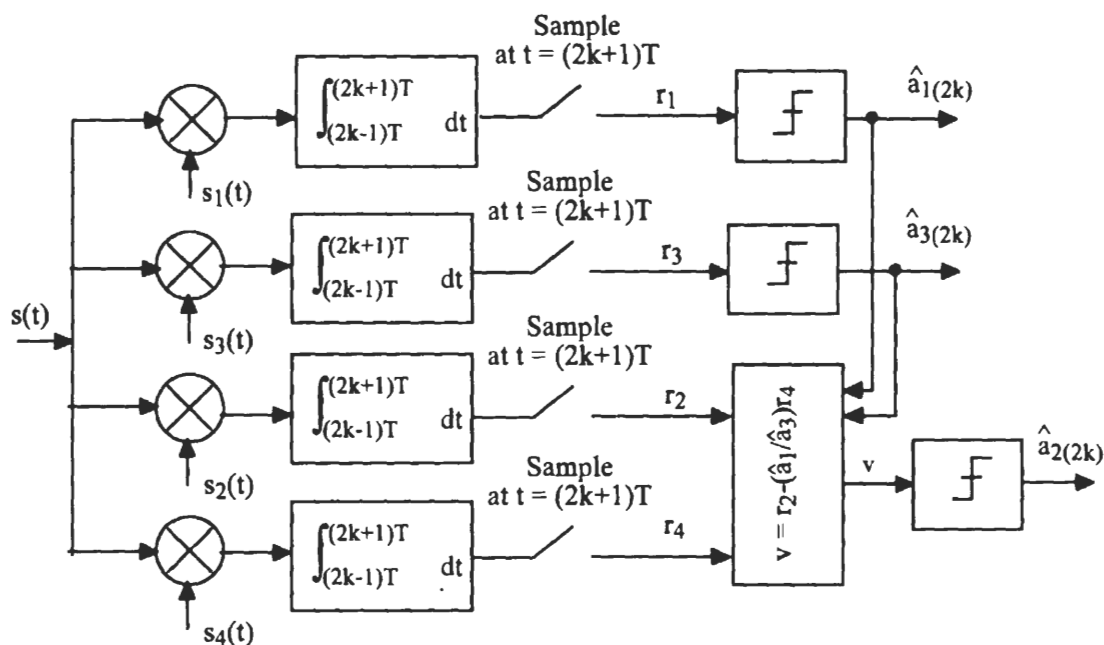 Sample
at t = (2k+1)T
∫(2k+1)T
(2k-1)T dt
r1
â1(2k)
s1(t)
Sample
at t = (2k+1)T
∫(2k+1)T
(2k-1)T dt
r3
â3(2k)
s3(t)
s(t)
Sample
at t = (2k+1)T
∫(2k+1)T
(2k-1)T dt
r2
s2(t)
v = r2-(â1/â3)r4
v
â2(2k)
Sample
at t = (2k+1)T
∫(2k+1)T
(2k-1)T dt
r4
s4(t)